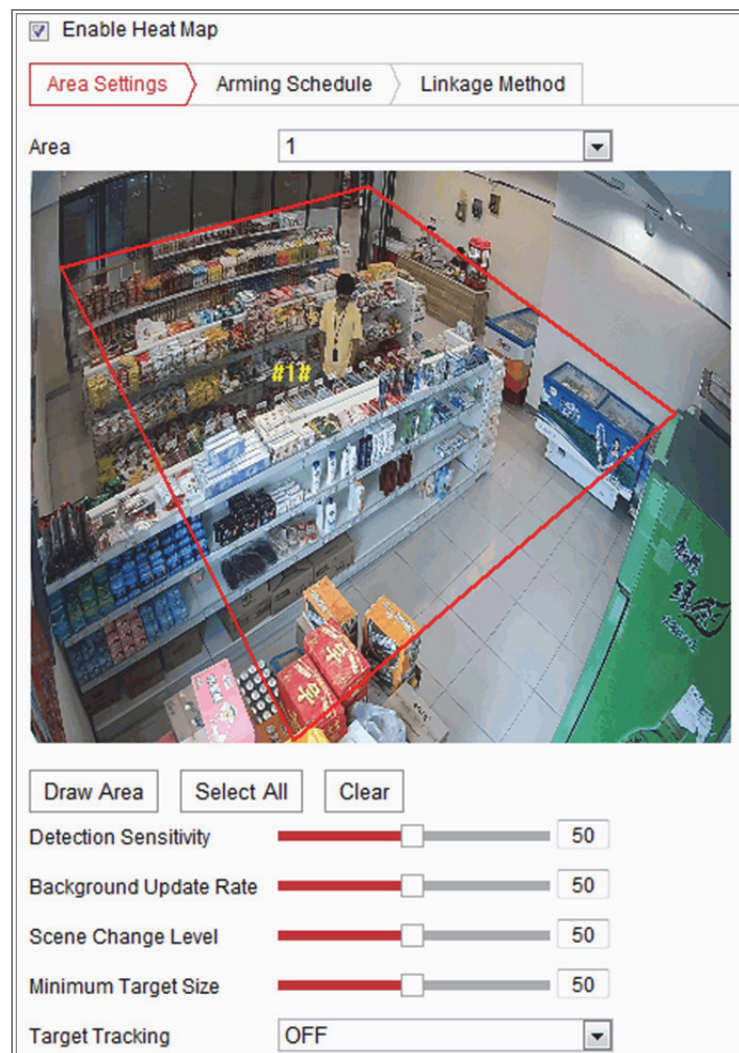 Enable Heat Map
Area Settings Arming Schedule Linkage Method
Area 1
#1#
Draw Area Select All Clear
Detection Sensitivity 50
Background Update Rate 50
Scene Change Level 50
Minimum Target Size 50
Target Tracking OFF